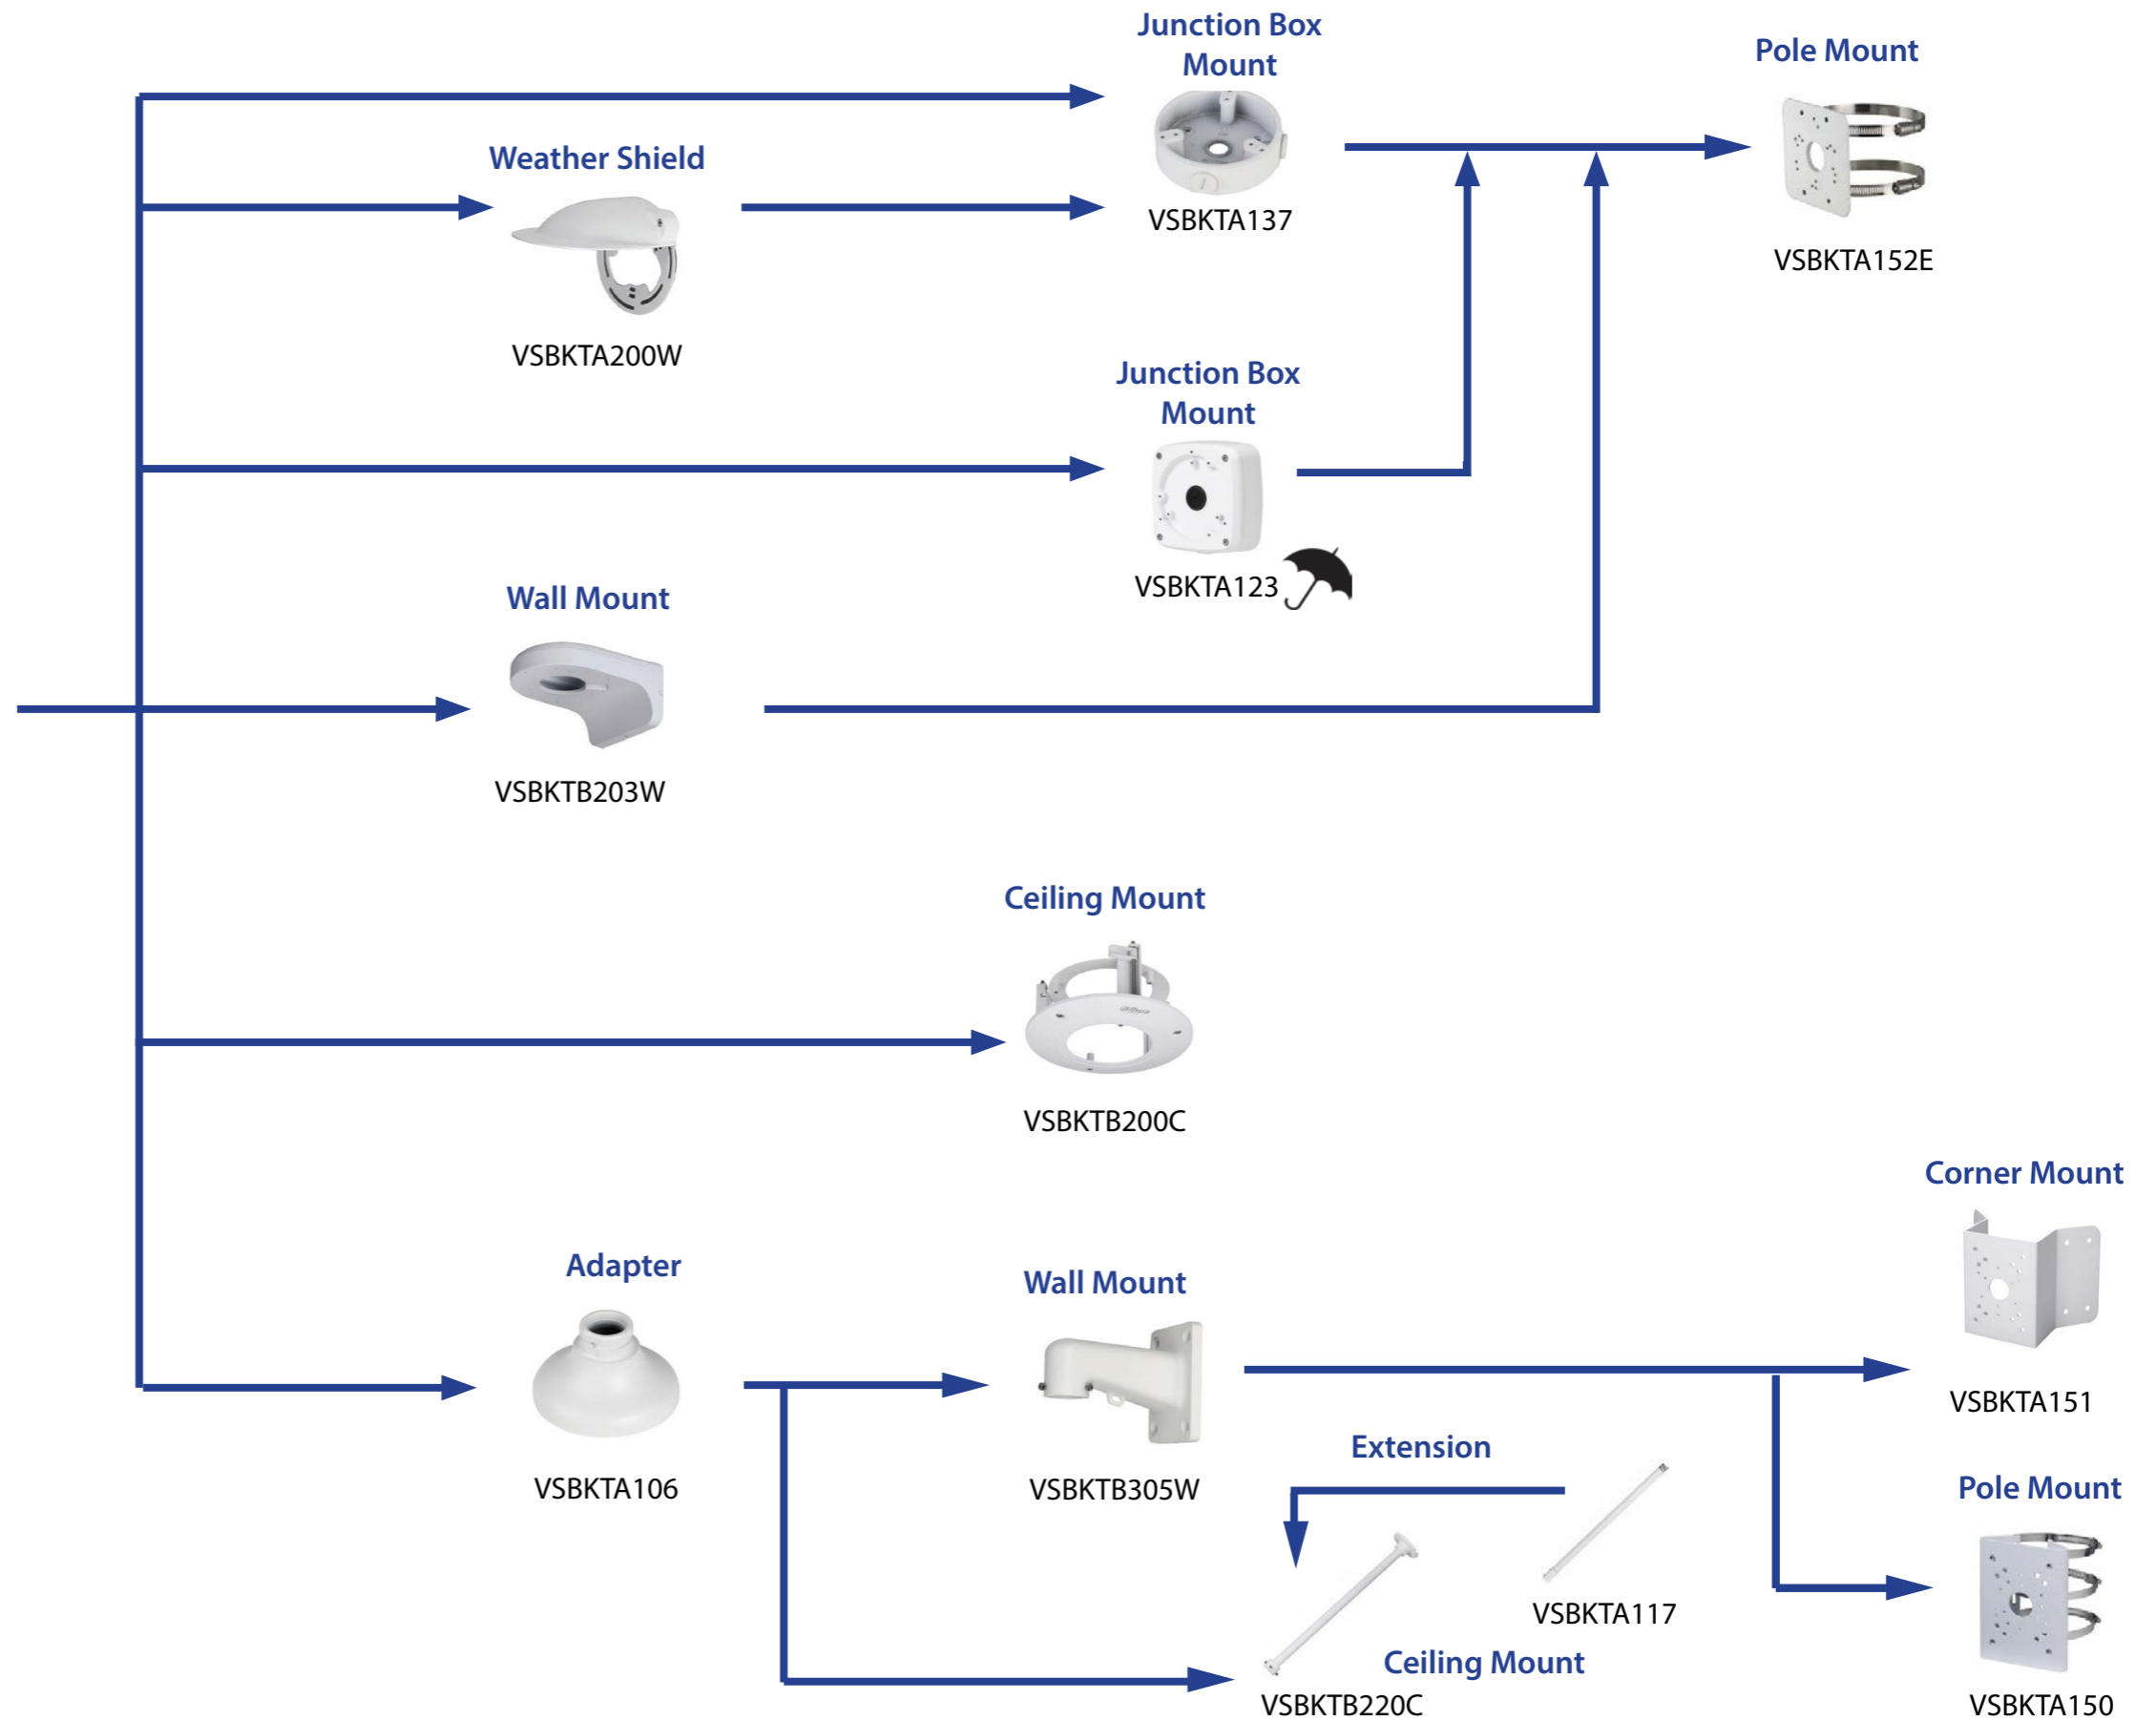 Junction Box
Mount
Pole Mount
Weather Shield
VSBKTA137
VSBKTA152E
VSBKTA200W
Junction Box
Mount
VSBKTA123
Wall Mount
VSBKTB203W
Ceiling Mount
alhua
VSBKTB200C
Corner Mount
Adapter
Wall Mount
VSBKTA151
Extension
VSBKTA106
VSBKTB305W
Pole Mount
VSBKTA117
Ceiling Mount
VSBKTB220C
VSBKTA150